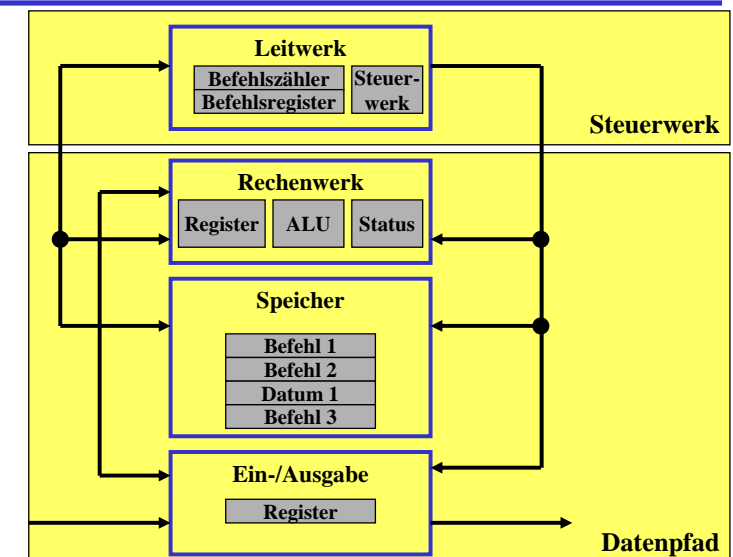 Leitwerk
Befehlszähler
Befehlsregister
Steuer-
werk
Steuerwerk
Rechenwerk
Register
ALU
Status
Speicher
Befehl 1
Befehl 2
Datum 1
Befehl 3
Ein-/Ausgabe
Register
Datenpfad